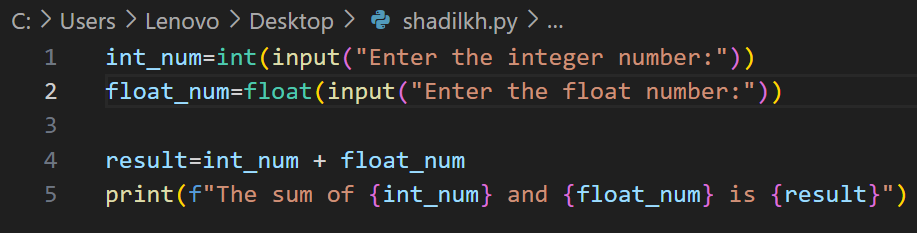 C: > Users > Lenovo > Desktop > shadilkh.py > ...
1 int_num=int(input("Enter the integer number:"))
2 float_num=float(input("Enter the float number:"))
3
4 result=int_num + float_num
5 print(f"The sum of {int_num} and {float_num} is {result}")